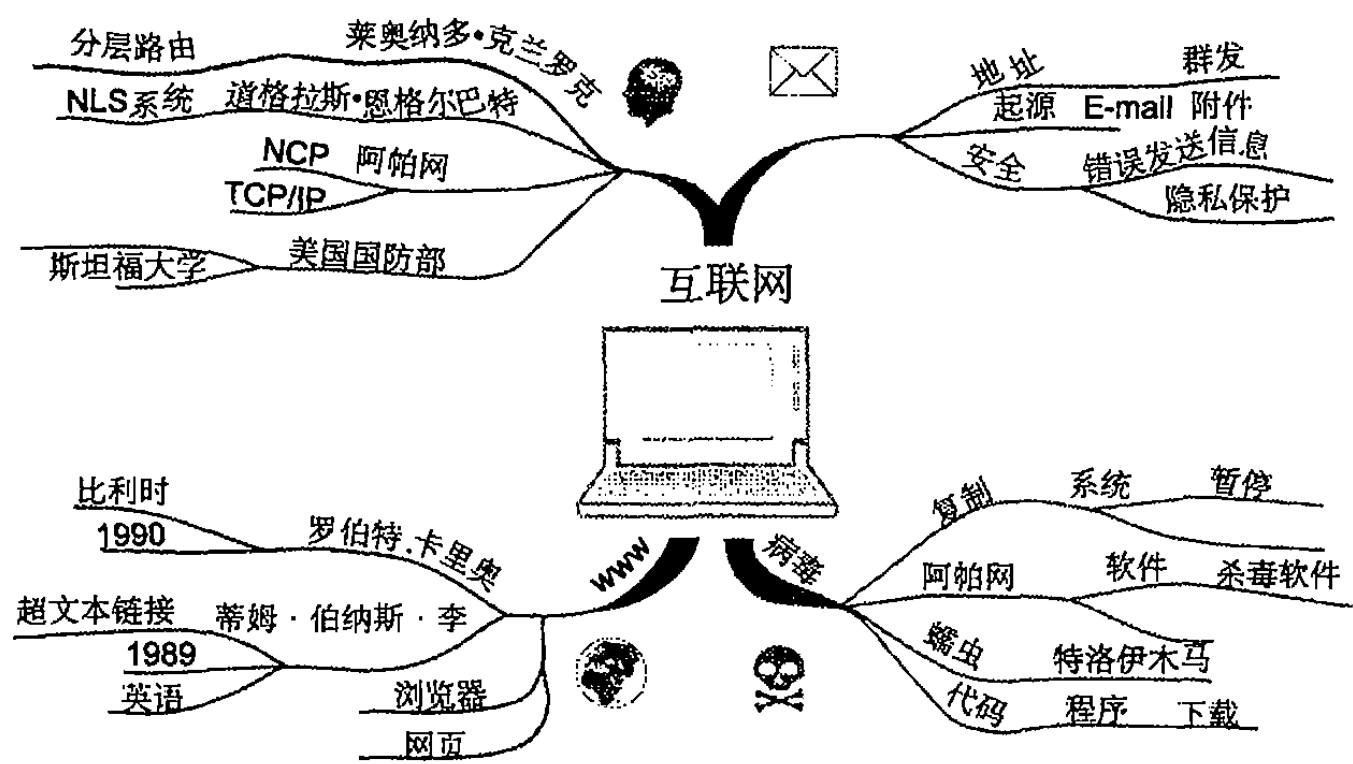 分层路由 莱奥纳多·克兰罗克
NLS系统 道格拉斯·恩格尔巴特
NCP 阿帕网
TCP/IP
斯坦福大学 美国国防部
地址 群发
起源 E-mail 附件
安全 错误发送信息
隐私保护
互联网
比利时
1990 罗伯特.卡里奥
WWW
超文本链接 蒂姆·伯纳斯·李
1989
英语
浏览器
网页
病毒
复制 系统 暂停
阿帕网 软件 杀毒软件
蠕虫 特洛伊木马
代码 程序 下载